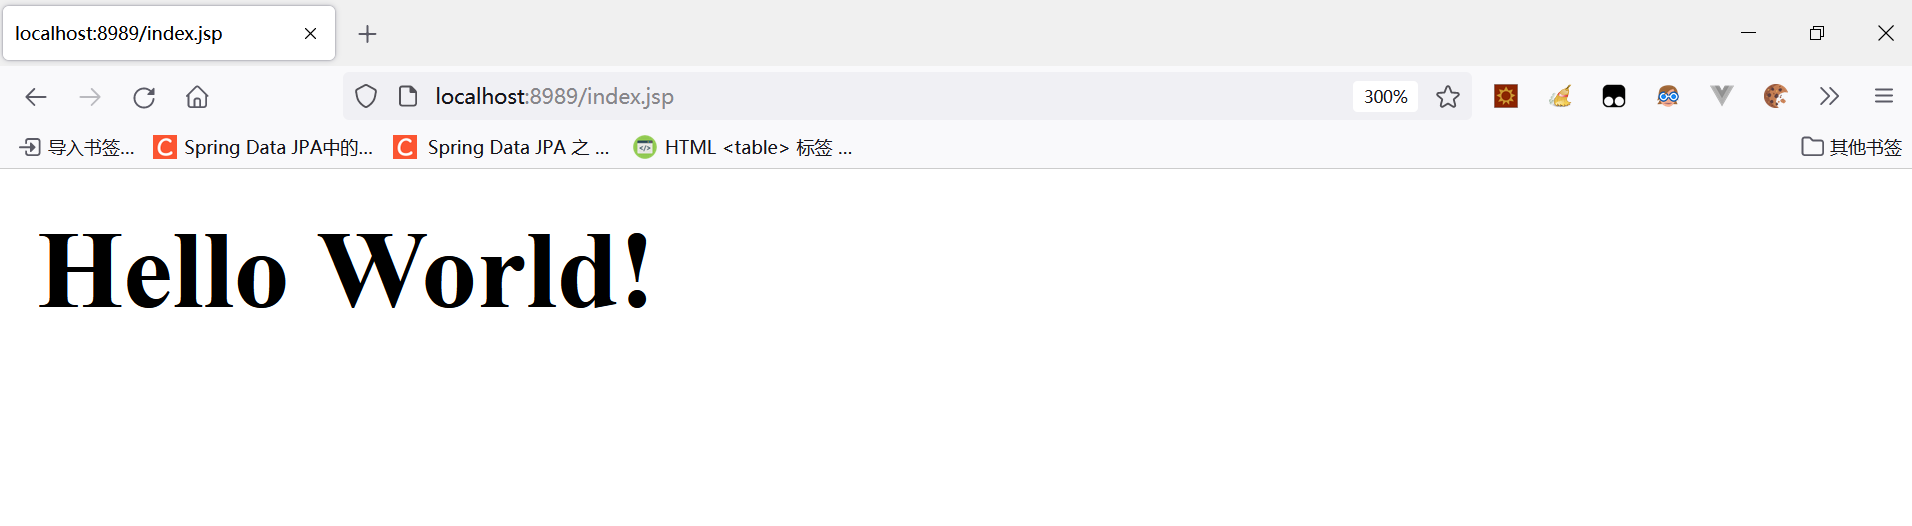 localhost:8989/index.jsp
localhost:8989/index.jsp 300%
导入书签... Spring Data JPA中的... Spring Data JPA 之 ... HTML <table> 标签 ... 其他书签
Hello World!